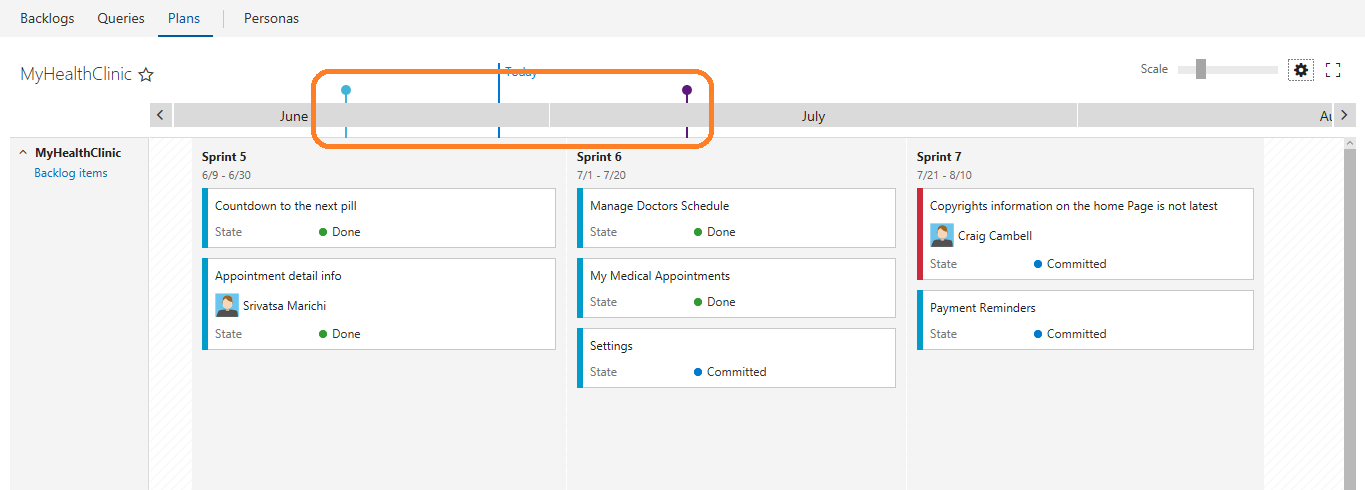 Backlogs Queries Plans Personas
MyHealthClinic
Today
Scale
June July Au
MyHealthClinic
Backlog items
Sprint 5
6/9 - 6/30
Countdown to the next pill
State Done
Appointment detail info
Srivatsa Marichi
State Done
Sprint 6
7/1 - 7/20
Manage Doctors Schedule
State Done
My Medical Appointments
State Done
Settings
State Committed
Sprint 7
7/21 - 8/10
Copyrights information on the home Page is not latest
Craig Cambell
State Committed
Payment Reminders
State Committed